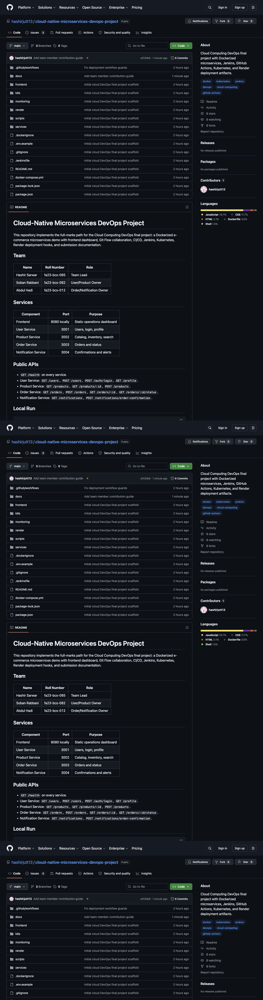 Platform Solutions Resources Open Source Enterprise Pricing Sign in Sign up
hashirjutt13 / cloud-native-microservices-devops-project Public Notifications Fork 0 Star 0
Code Issues 3 Pull requests Actions Security and quality Insights
main 3 Branches 0 Tags Go to file Code
hashirjutt13 Add team member contribution guide af330b6 · 1 minute ago 6 Commits
.github/workflows Fix deployment workflow guards 2 hours ago
docs Add team member contribution guide 1 minute ago
frontend Initial cloud DevOps final project scaffold 2 hours ago
k8s Initial cloud DevOps final project scaffold 2 hours ago
monitoring Initial cloud DevOps final project scaffold 2 hours ago
render Initial cloud DevOps final project scaffold 2 hours ago
scripts Initial cloud DevOps final project scaffold 2 hours ago
services Initial cloud DevOps final project scaffold 2 hours ago
.dockerignore Initial cloud DevOps final project scaffold 2 hours ago
.env.example Initial cloud DevOps final project scaffold 2 hours ago
.gitignore Initial cloud DevOps final project scaffold 2 hours ago
Jenkinsfile Initial cloud DevOps final project scaffold 2 hours ago
README.md Initial cloud DevOps final project scaffold 2 hours ago
docker-compose.yml Initial cloud DevOps final project scaffold 2 hours ago
package-lock.json Initial cloud DevOps final project scaffold 2 hours ago
package.json Initial cloud DevOps final project scaffold 2 hours ago
README
Cloud-Native Microservices DevOps Project
This repository implements the full-marks path for the Cloud Computing DevOps final project: a Dockerized e-
commerce microservices demo with frontend dashboard, Git Flow collaboration, CI/CD, Jenkins, Kubernetes,
Render deployment hooks, and submission documentation.
Team
Name Roll Number Role
Hashir Sarwar fa23-bcs-065 Team Lead
Soban Rabbani fa23-bcs-082 User/Product Owner
Abdul Hadi fa23-bcs-012 Order/Notification Owner
Services
Component Port Purpose
Frontend 8080 locally Static operations dashboard
User Service 3001 Users, login, profile
Product Service 3002 Catalog, inventory, search
Order Service 3003 Orders and status
Notification Service 3004 Confirmations and alerts
Public APIs
• GET /health on every service.
• User Service: GET /users, POST /users, POST /auth/login, GET /profile.
• Product Service: GET /products, GET /products/:id, POST /products.
• Order Service: GET /orders, POST /orders, GET /orders/:id, GET /orders/:id/status.
• Notification Service: GET /notifications, POST /notifications/order-confirmation.
Local Run
About
Cloud Computing DevOps final
project with Dockerized
microservices, Jenkins, GitHub
Actions, Kubernetes, and Render
deployment artifacts.
docker kubernetes jenkins
devops cloud-computing
github-actions
Readme
Activity
0 stars
0 watching
0 forks
Report repository
Releases
No releases published
Packages
No packages published
Contributors 1
hashirjutt13
Languages
JavaScript 78.7% CSS 11.7%
HTML 5.1% Dockerfile 3.0%
Shell 1.5%
Platform Solutions Resources Open Source Enterprise Pricing Sign in Sign up
hashirjutt13 / cloud-native-microservices-devops-project Public Notifications Fork 0 Star 0
Code Issues 3 Pull requests Actions Security and quality Insights
main 3 Branches 0 Tags Go to file Code
hashirjutt13 Add team member contribution guide af330b6 · 1 minute ago 6 Commits
.github/workflows Fix deployment workflow guards 2 hours ago
docs Add team member contribution guide 1 minute ago
frontend Initial cloud DevOps final project scaffold 2 hours ago
k8s Initial cloud DevOps final project scaffold 2 hours ago
monitoring Initial cloud DevOps final project scaffold 2 hours ago
render Initial cloud DevOps final project scaffold 2 hours ago
scripts Initial cloud DevOps final project scaffold 2 hours ago
services Initial cloud DevOps final project scaffold 2 hours ago
.dockerignore Initial cloud DevOps final project scaffold 2 hours ago
.env.example Initial cloud DevOps final project scaffold 2 hours ago
.gitignore Initial cloud DevOps final project scaffold 2 hours ago
Jenkinsfile Initial cloud DevOps final project scaffold 2 hours ago
README.md Initial cloud DevOps final project scaffold 2 hours ago
docker-compose.yml Initial cloud DevOps final project scaffold 2 hours ago
package-lock.json Initial cloud DevOps final project scaffold 2 hours ago
package.json Initial cloud DevOps final project scaffold 2 hours ago
README
Cloud-Native Microservices DevOps Project
This repository implements the full-marks path for the Cloud Computing DevOps final project: a Dockerized e-
commerce microservices demo with frontend dashboard, Git Flow collaboration, CI/CD, Jenkins, Kubernetes,
Render deployment hooks, and submission documentation.
Team
Name Roll Number Role
Hashir Sarwar fa23-bcs-065 Team Lead
Soban Rabbani fa23-bcs-082 User/Product Owner
Abdul Hadi fa23-bcs-012 Order/Notification Owner
Services
Component Port Purpose
Frontend 8080 locally Static operations dashboard
User Service 3001 Users, login, profile
Product Service 3002 Catalog, inventory, search
Order Service 3003 Orders and status
Notification Service 3004 Confirmations and alerts
Public APIs
• GET /health on every service.
• User Service: GET /users, POST /users, POST /auth/login, GET /profile.
• Product Service: GET /products, GET /products/:id, POST /products.
• Order Service: GET /orders, POST /orders, GET /orders/:id, GET /orders/:id/status.
• Notification Service: GET /notifications, POST /notifications/order-confirmation.
Local Run
About
Cloud Computing DevOps final
project with Dockerized
microservices, Jenkins, GitHub
Actions, Kubernetes, and Render
deployment artifacts.
docker kubernetes jenkins
devops cloud-computing
github-actions
Readme
Activity
0 stars
0 watching
0 forks
Report repository
Releases
No releases published
Packages
No packages published
Contributors 1
hashirjutt13
Languages
JavaScript 78.7% CSS 11.7%
HTML 5.1% Dockerfile 3.0%
Shell 1.5%
Platform Solutions Resources Open Source Enterprise Pricing Sign in Sign up
hashirjutt13 / cloud-native-microservices-devops-project Public Notifications Fork 0 Star 0
Code Issues 3 Pull requests Actions Security and quality Insights
main 3 Branches 0 Tags Go to file Code
hashirjutt13 Add team member contribution guide af330b6 · 1 minute ago 6 Commits
.github/workflows Fix deployment workflow guards 2 hours ago
docs Add team member contribution guide 1 minute ago
frontend Initial cloud DevOps final project scaffold 2 hours ago
k8s Initial cloud DevOps final project scaffold 2 hours ago
monitoring Initial cloud DevOps final project scaffold 2 hours ago
render Initial cloud DevOps final project scaffold 2 hours ago
scripts Initial cloud DevOps final project scaffold 2 hours ago
services Initial cloud DevOps final project scaffold 2 hours ago
.dockerignore Initial cloud DevOps final project scaffold 2 hours ago
.env.example Initial cloud DevOps final project scaffold 2 hours ago
.gitignore Initial cloud DevOps final project scaffold 2 hours ago
About
Cloud Computing DevOps final
project with Dockerized
microservices, Jenkins, GitHub
Actions, Kubernetes, and Render
deployment artifacts.
docker kubernetes jenkins
devops cloud-computing
github-actions
Readme
Activity
0 stars
0 watching
0 forks
Report repository
Releases
No releases published